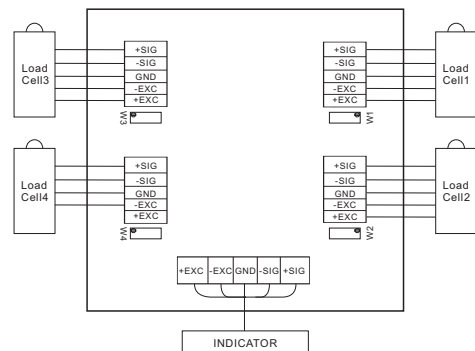 Load
Cell3
+SIG
-SIG
GND
-EXC
+EXC
W3
+SIG
-SIG
GND
-EXC
+EXC
W1
Load
Cell1
Load
Cell4
+SIG
-SIG
GND
-EXC
+EXC
W4
+SIG
-SIG
GND
-EXC
+EXC
W2
Load
Cell2
+EXC -EXC GND -SIG +SIG
INDICATOR